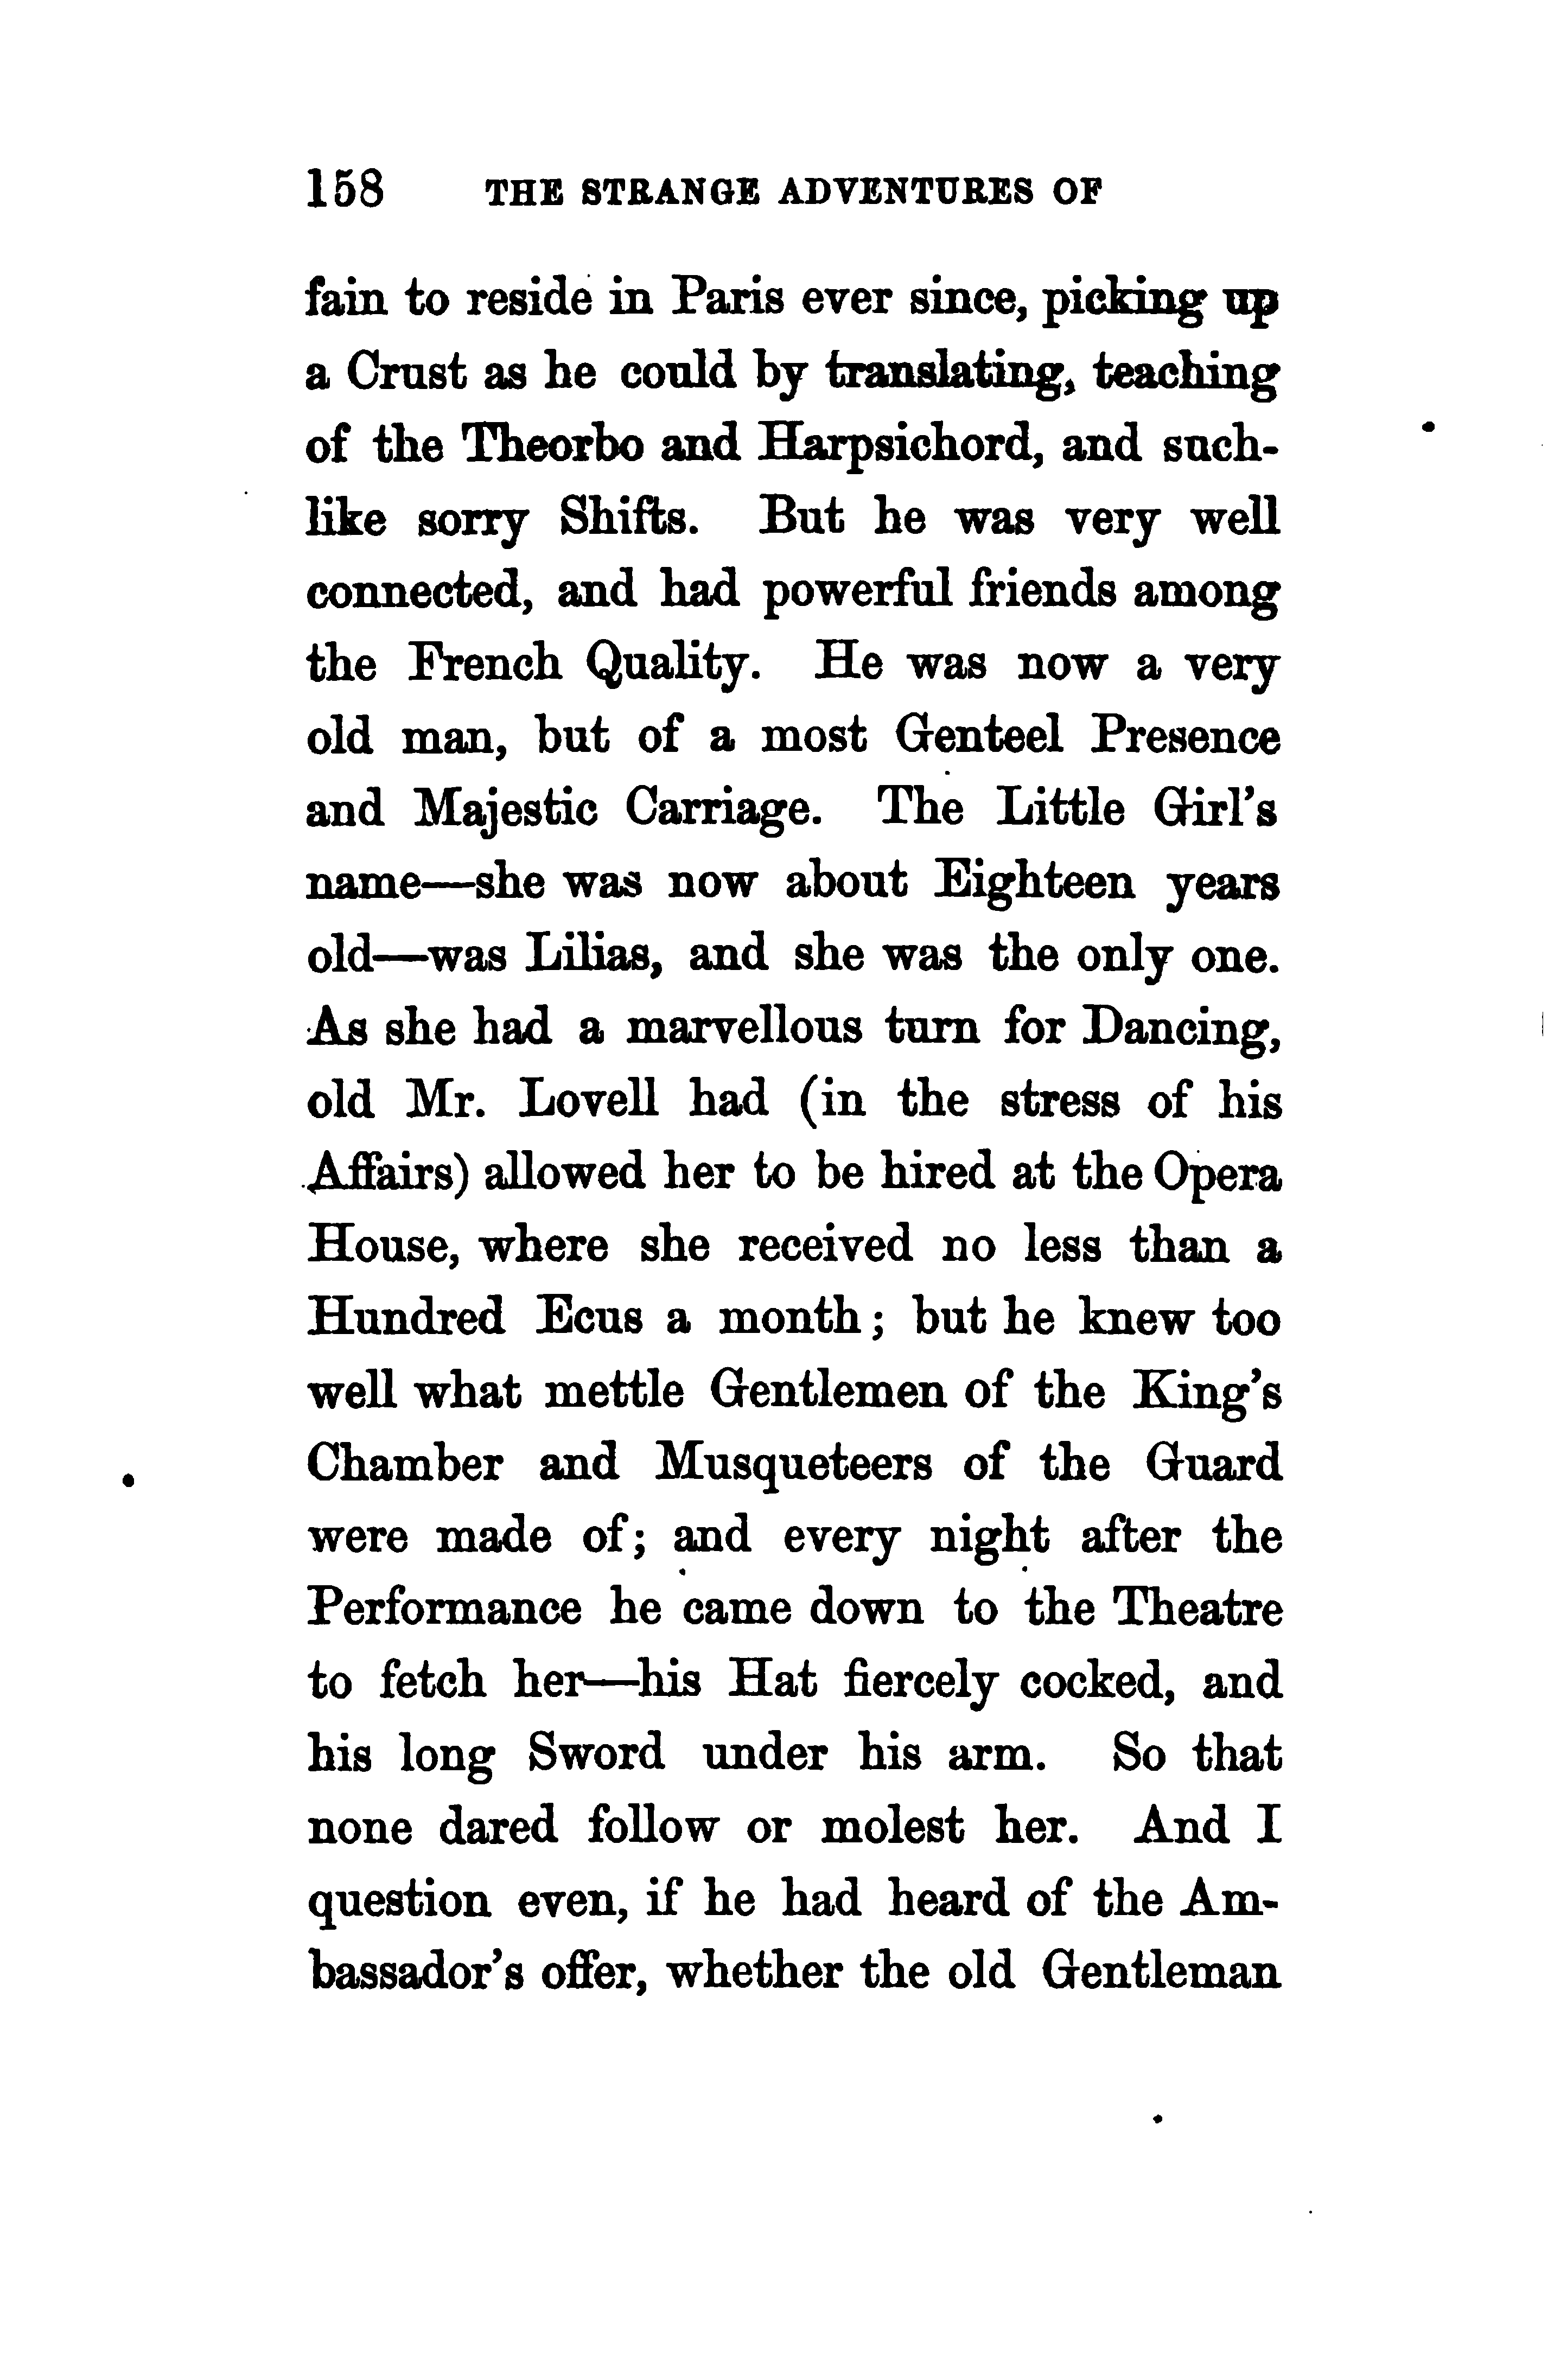 158 THE STRANGE ADVENTURES OF
fain to reside in Paris ever since, picking up
a Crust as he could by translating, teaching
of the Theorbo and Harpsichord, and such-
like sorry Shifts. But he was very well
connected, and had powerful friends among
the French Quality. He was now a very
old man, but of a most Genteel Presence
and Majestic Carriage. The Little Girl's
name—she was now about Eighteen years
old—was Lilias, and she was the only one.
As she had a marvellous turn for Dancing,
old Mr. Lovell had (in the stress of his
Affairs) allowed her to be hired at the Opera
House, where she received no less than a
Hundred Ecus a month; but he knew too
well what mettle Gentlemen of the King's
Chamber and Musqueteers of the Guard
were made of; and every night after the
Performance he came down to the Theatre
to fetch her—his Hat fiercely cocked, and
his long Sword under his arm. So that
none dared follow or molest her. And I
question even, if he had heard of the Am-
bassador's offer, whether the old Gentleman